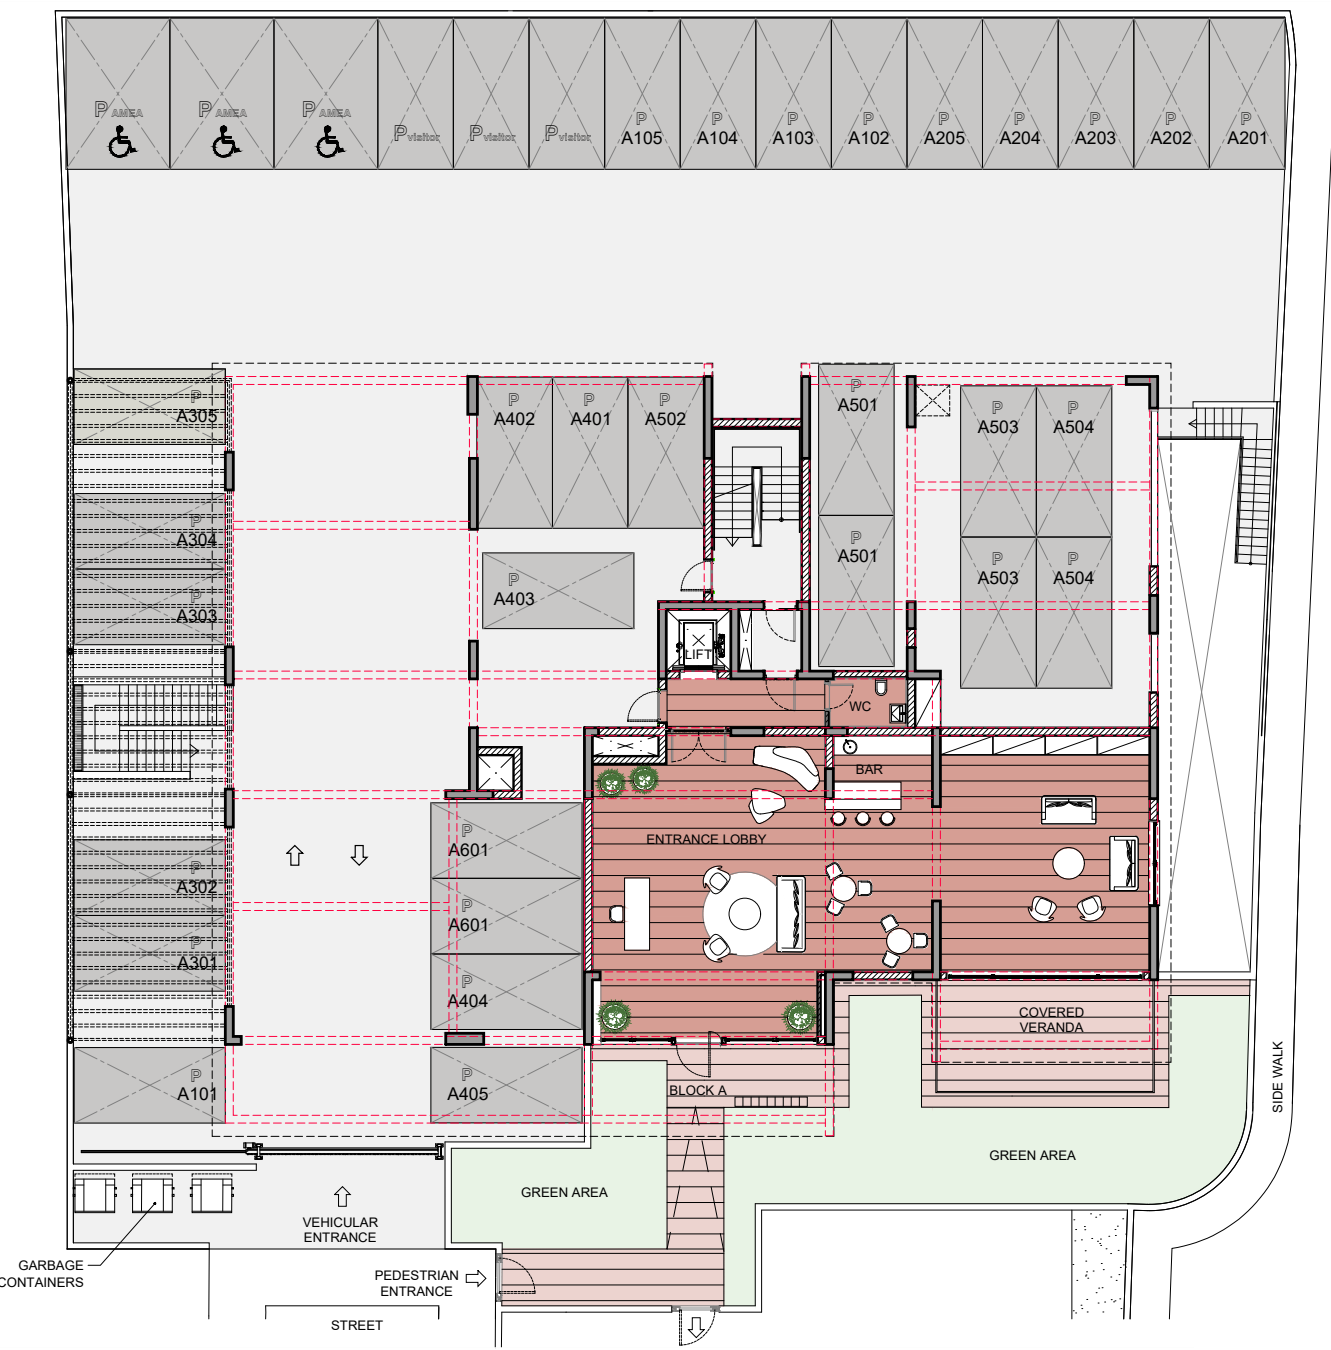 P AMEA
P AMEA
P AMEA
P visitor
P visitor
P visitor
P
A105
P
A104
P
A103
P
A102
P
A205
P
A204
P
A203
P
A202
P
A201
P
A305
P
A402
P
A401
P
A502
P
A501
P
A503
P
A504
P
A304
P
A403
P
A501
P
A503
P
A504
P
A303
LIFT
WC
BAR
P
A601
ENTRANCE LOBBY
P
A302
P
A601
P
A301
P
A404
COVERED
VERANDA
P
A101
P
A405
BLOCK A
SIDE WALK
GREEN AREA
GREEN AREA
VEHICULAR
ENTRANCE
GARBAGE
CONTAINERS
PEDESTRIAN
ENTRANCE
STREET